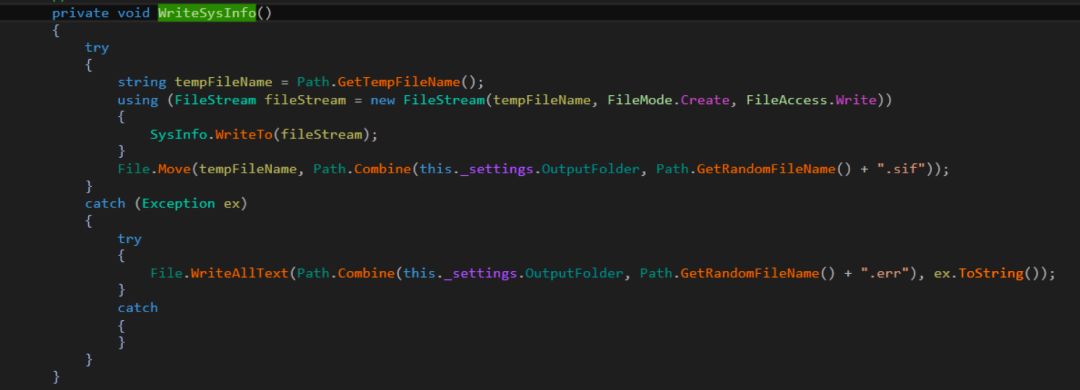 private void WriteSysInfo()
{
try
{
string tempFileName = Path.GetTempFileName();
using (FileStream fileStream = new FileStream(tempFileName, FileMode.Create, FileAccess.Write))
{
SysInfo.WriteTo(fileStream);
}
File.Move(tempFileName, Path.Combine(this._settings.OutputFolder, Path.GetRandomFileName() + ".sif"));
}
catch (Exception ex)
{
try
{
File.WriteAllText(Path.Combine(this._settings.OutputFolder, Path.GetRandomFileName() + ".err"), ex.ToString());
}
catch
{
}
}
}